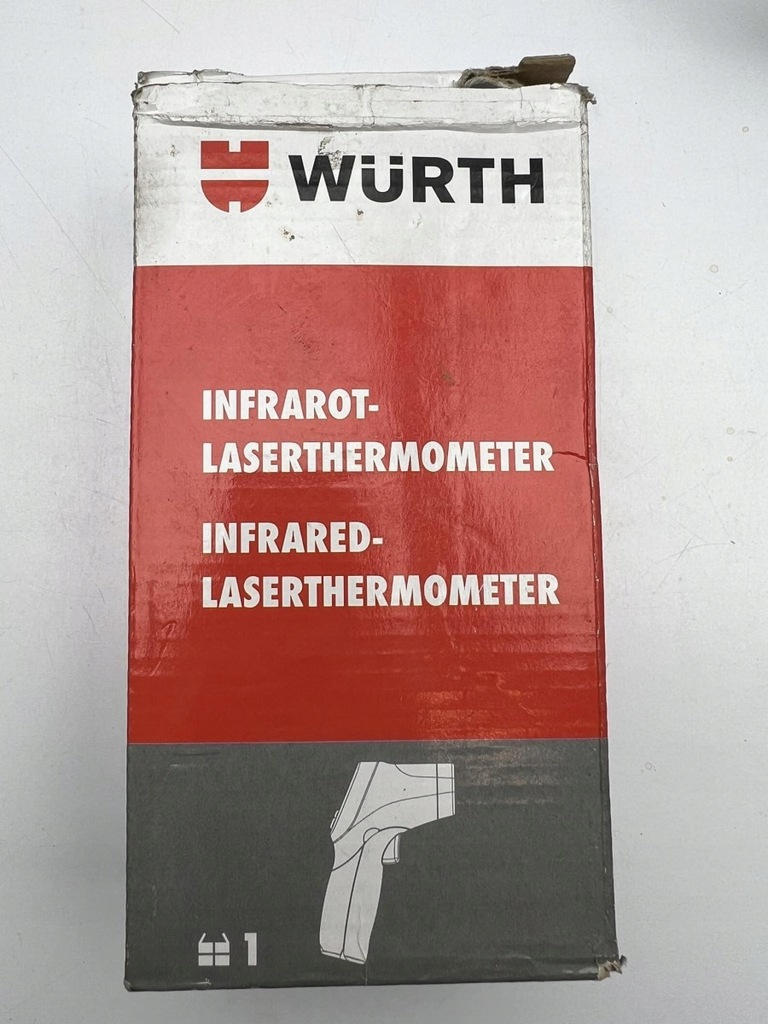 WÜRTH
INFRAROT-
LASERTHERMOMETER
INFRARED-
LASERTHERMOMETER
1